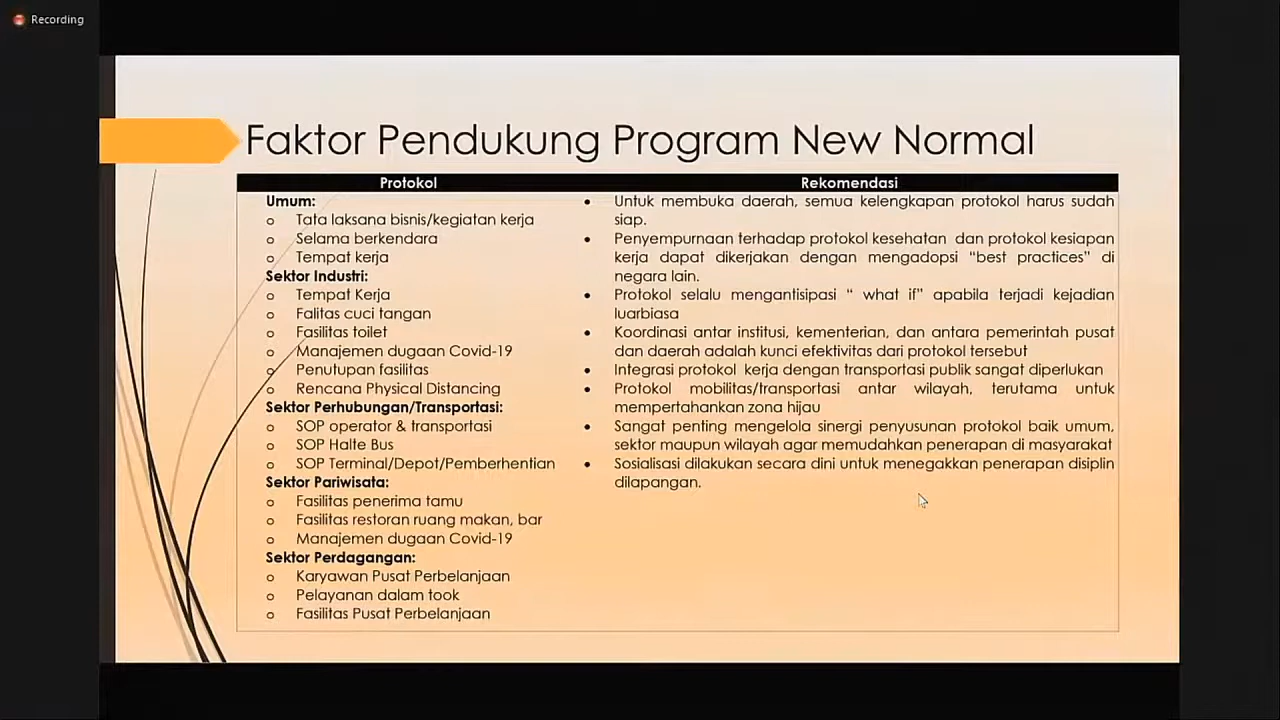 Recording
Faktor Pendukung Program New Normal
Protokol
Rekomendasi
Umum:
o Tata laksana bisnis/kegiatan kerja
o Selama berkendara
o Tempat kerja
Sektor Industri:
o Tempat Kerja
o Falitas cuci tangan
o Fasilitas toilet
o Manajemen dugaan Covid-19
o Penutupan fasilitas
o Rencana Physical Distancing
Sektor Perhubungan/Transportasi:
o SOP operator & transportasi
o SOP Halte Bus
o SOP Terminal/Depot/Pemberhentian
Sektor Pariwisata:
o Fasilitas penerima tamu
o Fasilitas restoran ruang makan, bar
o Manajemen dugaan Covid-19
Sektor Perdagangan:
o Karyawan Pusat Perbelanjaan
o Pelayanan dalam took
o Fasilitas Pusat Perbelanjaan
• Untuk membuka daerah, semua kelengkapan protokol harus sudah
siap.
• Penyempurnaan terhadap protokol kesehatan dan protokol kesiapan
kerja dapat dikerjakan dengan mengadopsi “best practices” di
negara lain.
• Protokol selalu mengantisipasi “ what if” apabila terjadi kejadian
luarbiasa
• Koordinasi antar institusi, kementerian, dan antara pemerintah pusat
dan daerah adalah kunci efektivitas dari protokol tersebut
• Integrasi protokol kerja dengan transportasi publik sangat diperlukan
• Protokol mobilitas/transportasi antar wilayah, terutama untuk
mempertahankan zona hijau
• Sangat penting mengelola sinergi penyusunan protokol baik umum,
sektor maupun wilayah agar memudahkan penerapan di masyarakat
• Sosialisasi dilakukan secara dini untuk menegakkan penerapan disiplin
dilapangan.